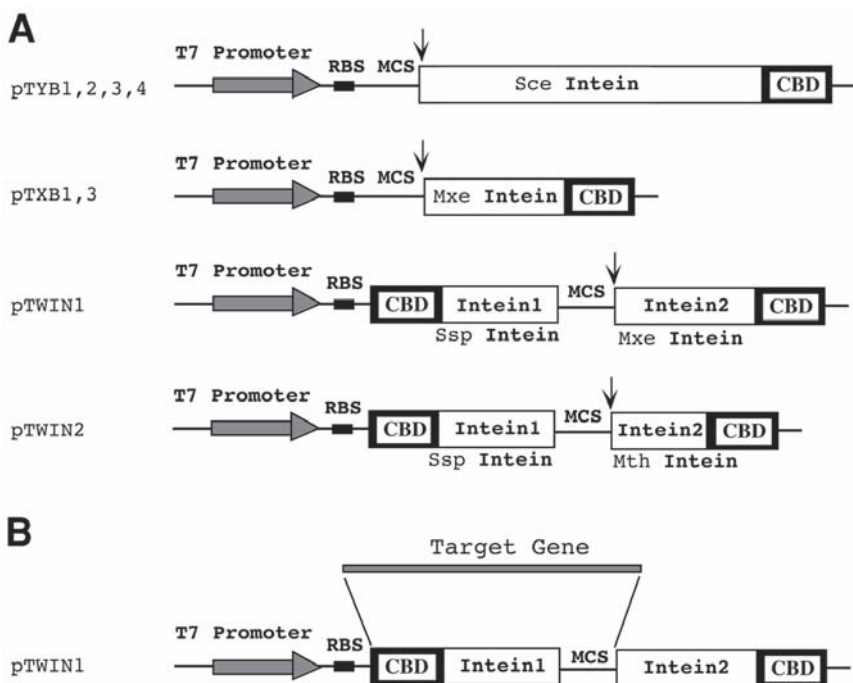 A
T7 Promoter
RBS MCS
pTYB1,2,3,4
Sce Intein
CBD
T7 Promoter
RBS MCS
pTXB1,3
Mxe Intein
CBD
T7 Promoter
RBS
MCS
pTWIN1
CBD
Intein1
Intein2
CBD
Ssp Intein
Mxe Intein
T7 Promoter
RBS
MCS
pTWIN2
CBD
Intein1
Intein2
CBD
Ssp Intein
Mth Intein
B
Target Gene
T7 Promoter
RBS
MCS
pTWIN1
CBD
Intein1
Intein2
CBD